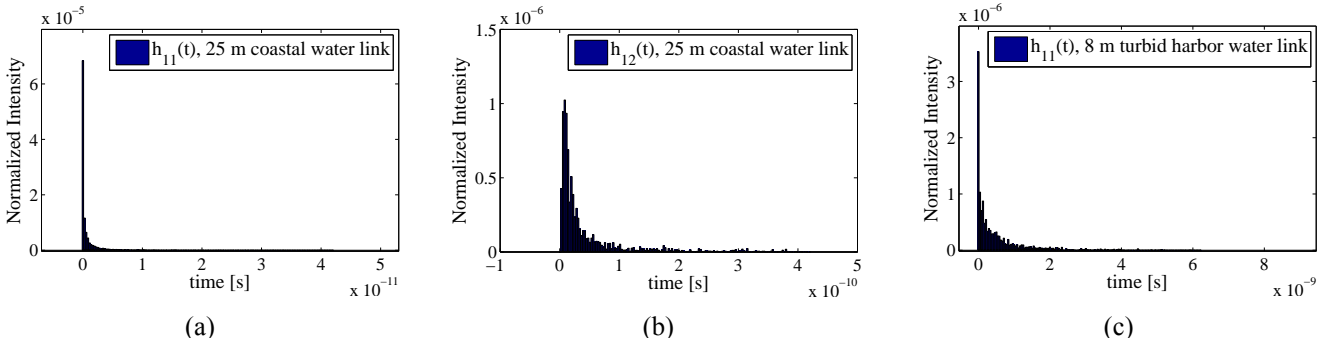 x 10^-5
h_11(t), 25 m coastal water link
Normalized Intensity
6
4
2
0
0 1 2 3 4 5
time [s]
x 10^-11
(a)
x 10^-6
1.5
h_12(t), 25 m coastal water link
Normalized Intensity
1
0.5
0
−1 0 1 2 3 4 5
time [s]
x 10^-10
(b)
x 10^-6
h_11(t), 8 m turbid harbor water link
Normalized Intensity
3
2
1
0
0 2 4 6 8
time [s]
x 10^-9
(c)